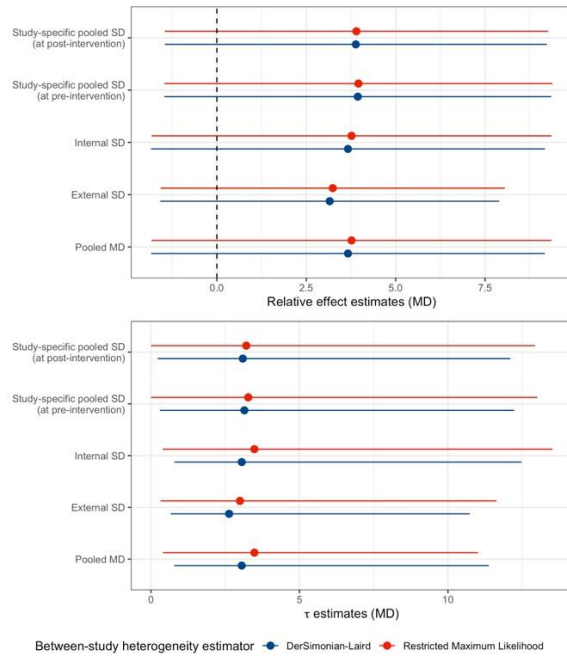 Study-specific pooled SD
(at post-intervention)
Study-specific pooled SD
(at pre-intervention)
Internal SD
External SD
Pooled MD
0.0 2.5 5.0 7.5
Relative effect estimates (MD)
Study-specific pooled SD
(at post-intervention)
Study-specific pooled SD
(at pre-intervention)
Internal SD
External SD
Pooled MD
0 5 10
τ estimates (MD)
Between-study heterogeneity estimator DerSimonian-Laird Restricted Maximum Likelihood